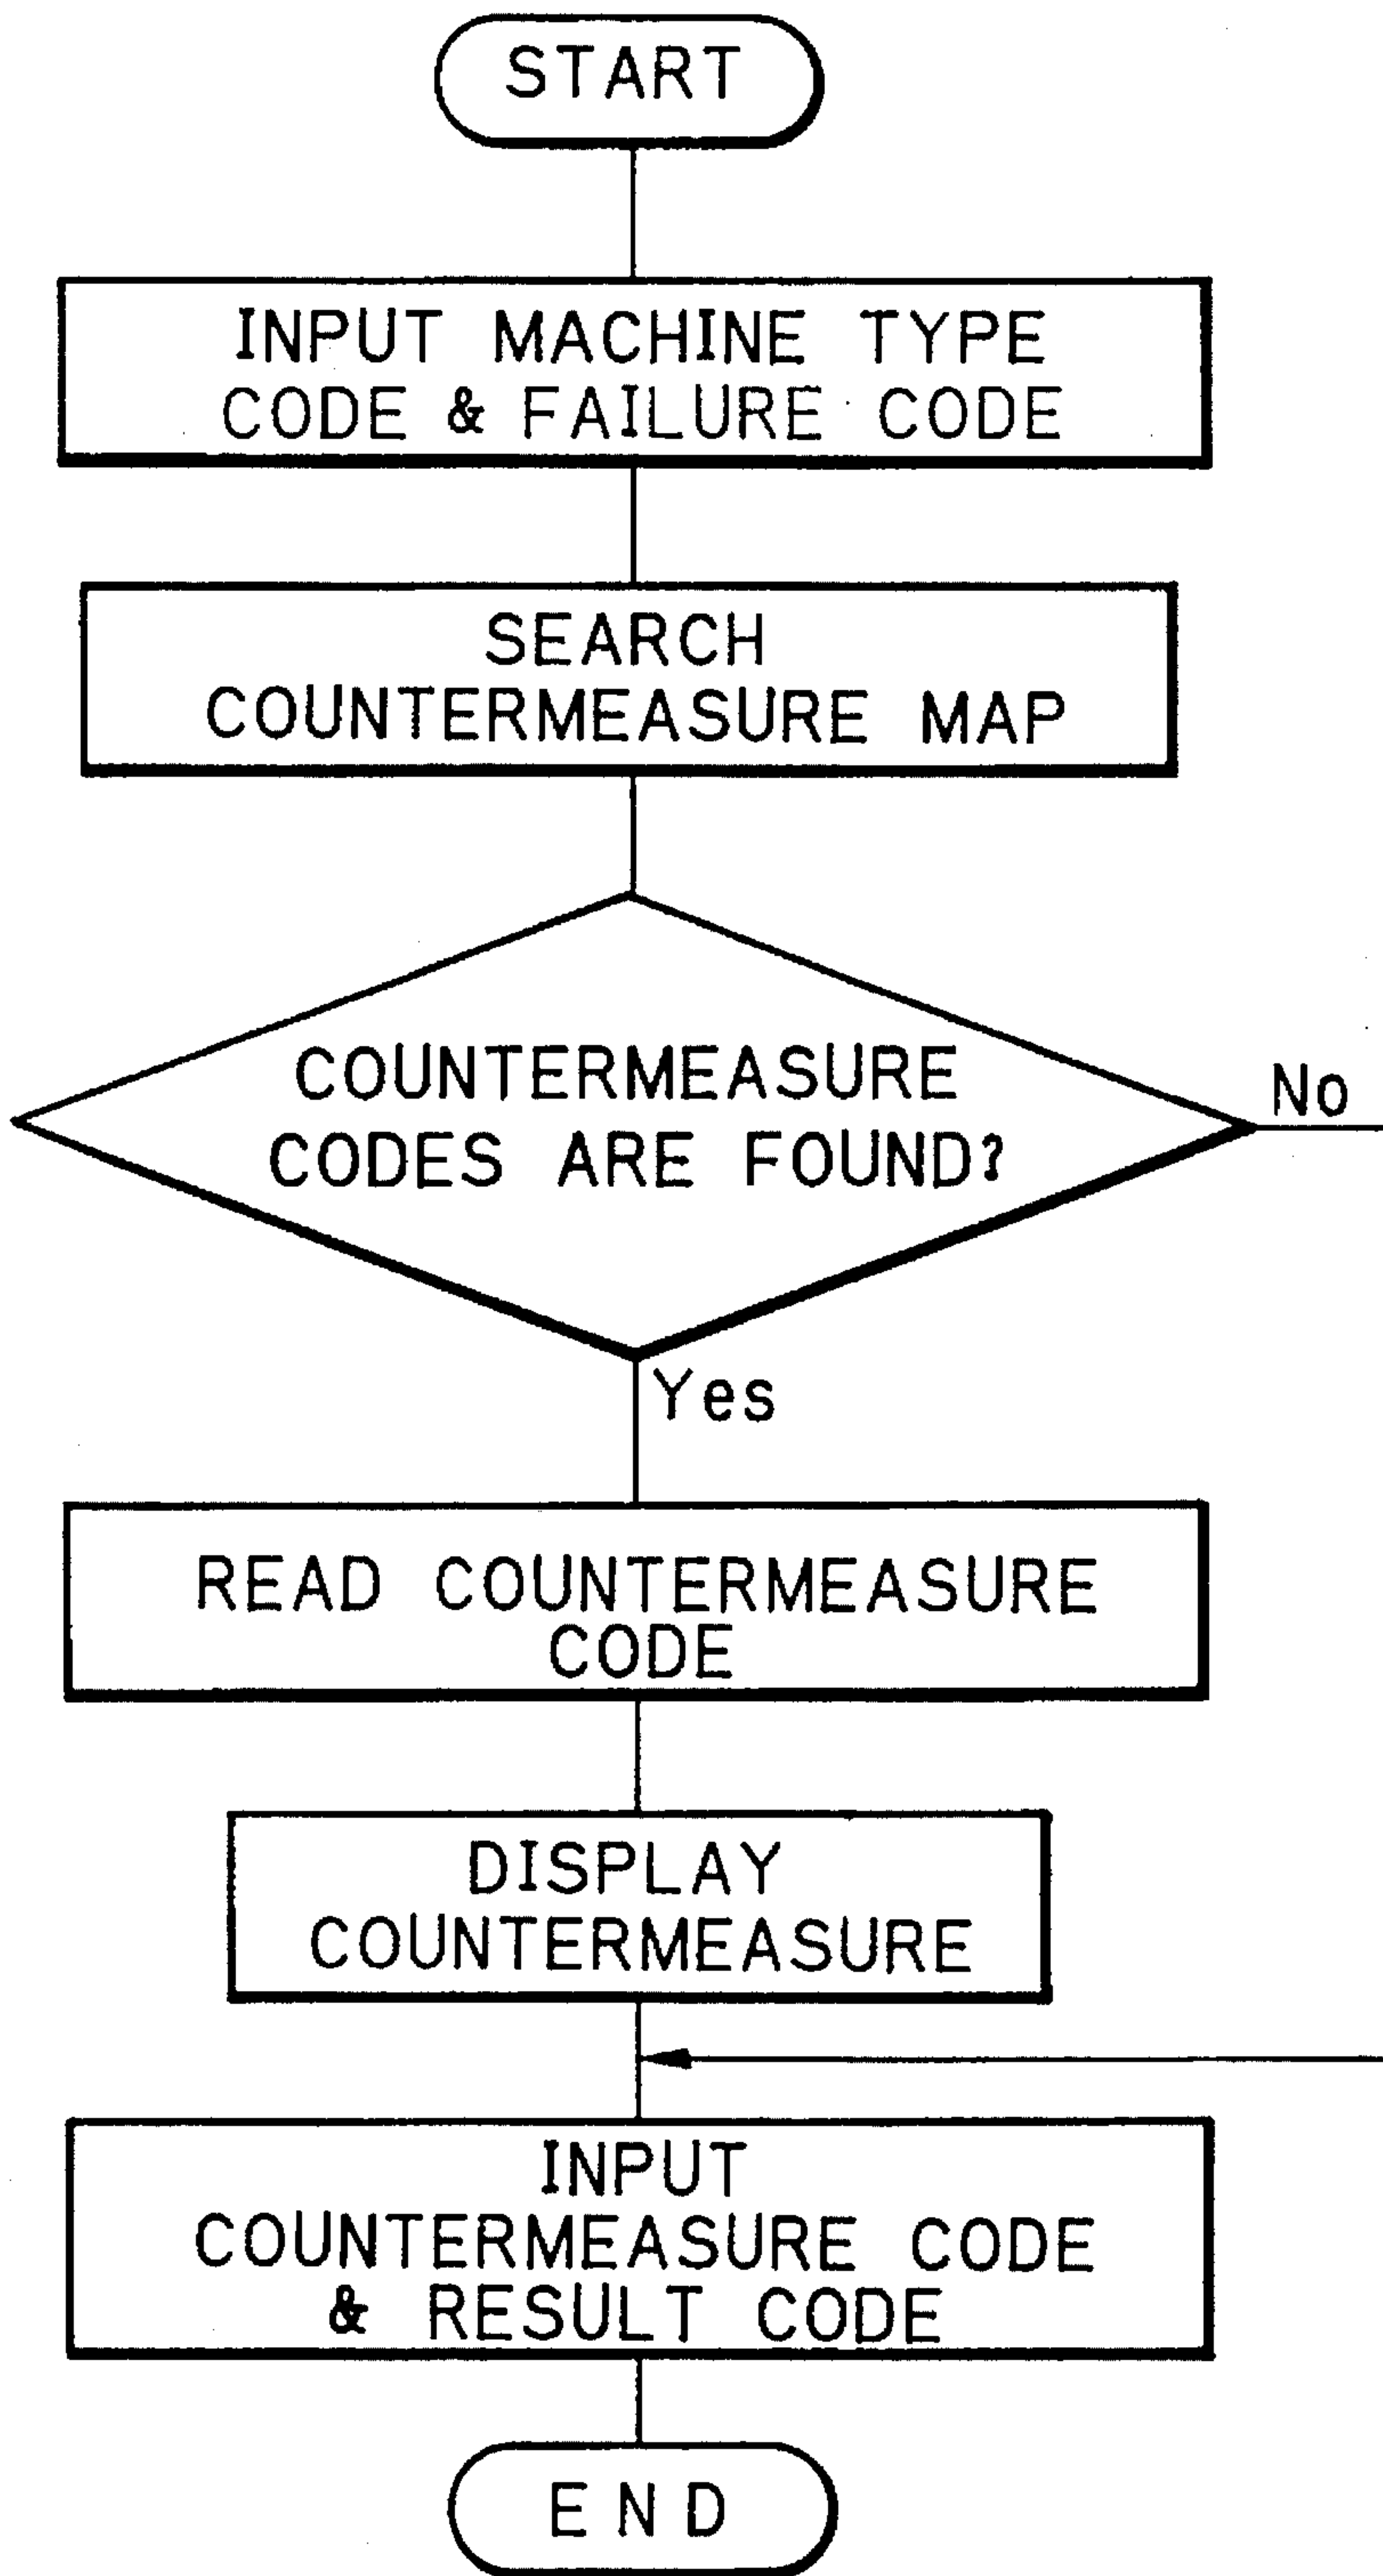 START
INPUT MACHINE TYPE
CODE & FAILURE CODE
SEARCH
COUNTERMEASURE MAP
COUNTERMEASURE
CODES ARE FOUND?
No
Yes
READ COUNTERMEASURE
CODE
DISPLAY
COUNTERMEASURE
INPUT
COUNTERMEASURE CODE
& RESULT CODE
END